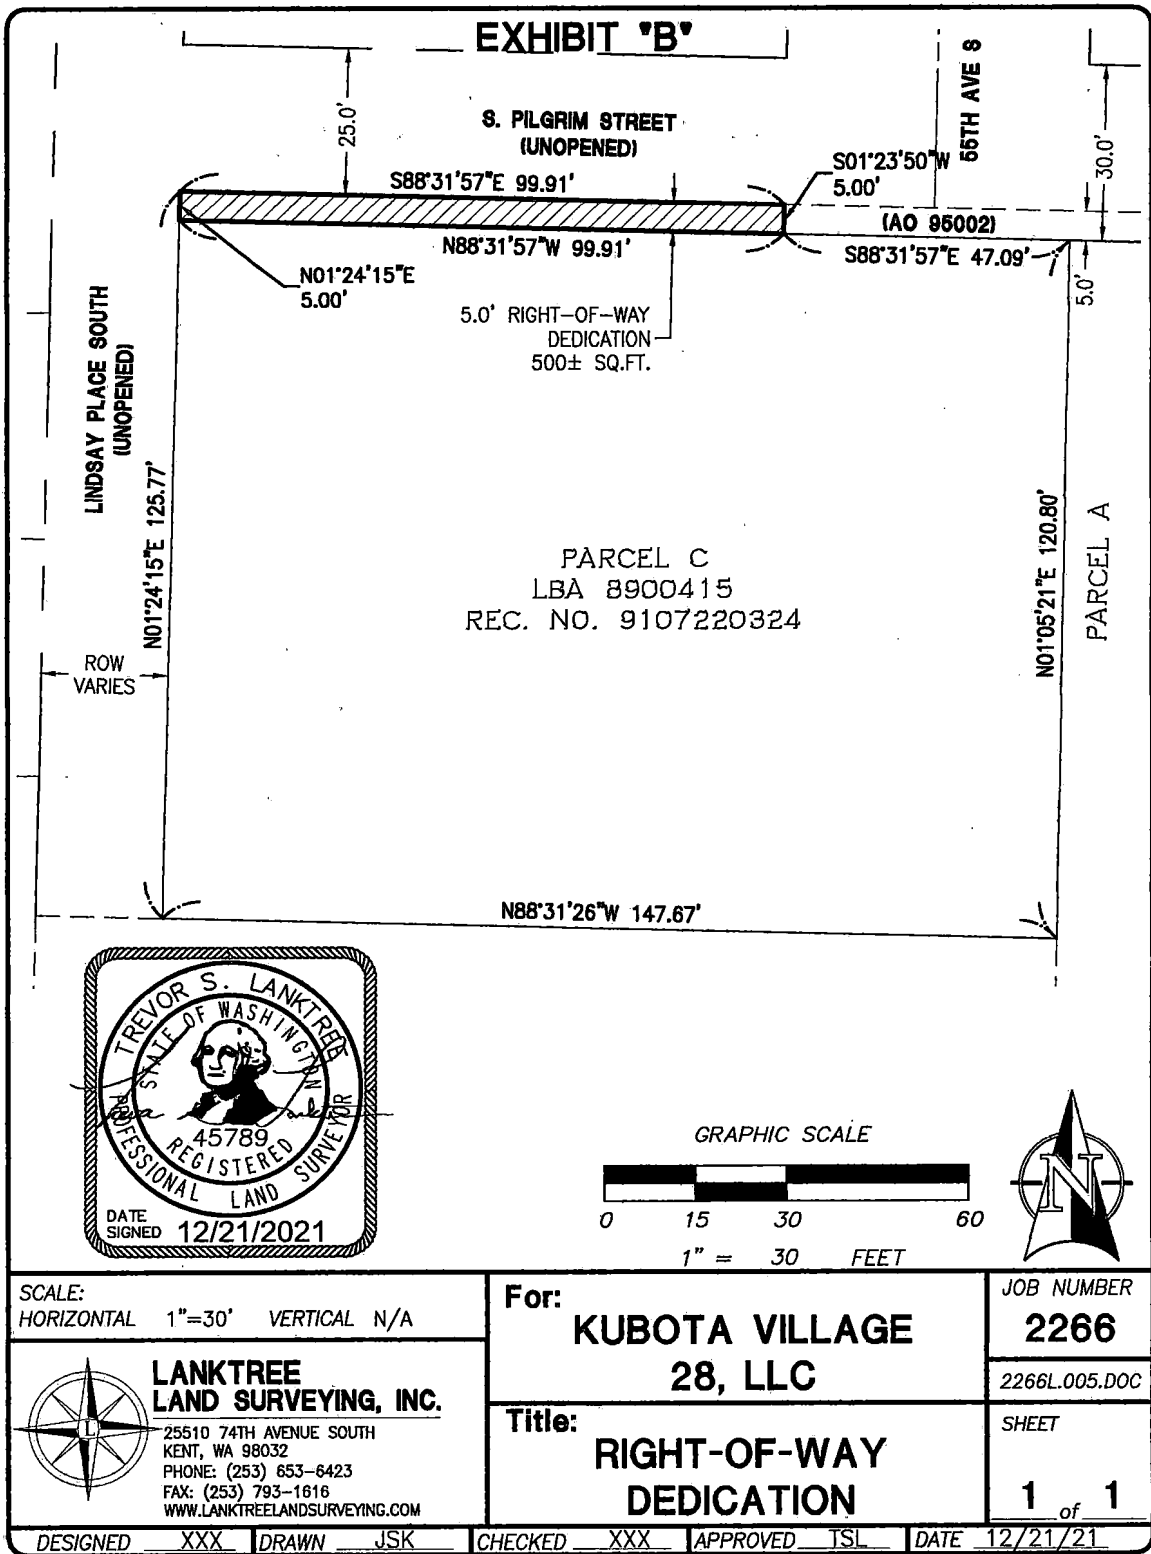 EXHIBIT "B"
25.0'
S. PILGRIM STREET
(UNOPENED)
55TH AVE S
30.0'
S01°23'50"W
5.00'
S88°31'57"E 99.91'
(AO 95002)
N88°31'57"W 99.91'
S88°31'57"E 47.09'
N01°24'15"E
5.00'
5.0'
5.0' RIGHT-OF-WAY
DEDICATION
500± SQ.FT.
LINDSAY PLACE SOUTH
(UNOPENED)
N01°24'15"E 125.77'
PARCEL C
LBA 8900415
REC. NO. 9107220324
N01°05'21"E 120.80'
PARCEL A
ROW
VARIES
N88°31'26"W 147.67'
TREVOR S. LANKTREE
STATE OF WASHINGTON
45789
REGISTERED
PROFESSIONAL LAND SURVEYOR
DATE
SIGNED 12/21/2021
GRAPHIC SCALE
0 15 30 60
1" = 30 FEET
N
SCALE:
HORIZONTAL 1"=30' VERTICAL N/A
For:
KUBOTA VILLAGE
28, LLC
JOB NUMBER
2266
2266L.005.DOC
L
LANKTREE
LAND SURVEYING, INC.
25510 74TH AVENUE SOUTH
KENT, WA 98032
PHONE: (253) 653-6423
FAX: (253) 793-1616
WWW.LANKTREELANDSURVEYING.COM
Title:
RIGHT-OF-WAY
DEDICATION
SHEET
1 of 1
DESIGNED XXX DRAWN JSK CHECKED XXX APPROVED TSL DATE 12/21/21